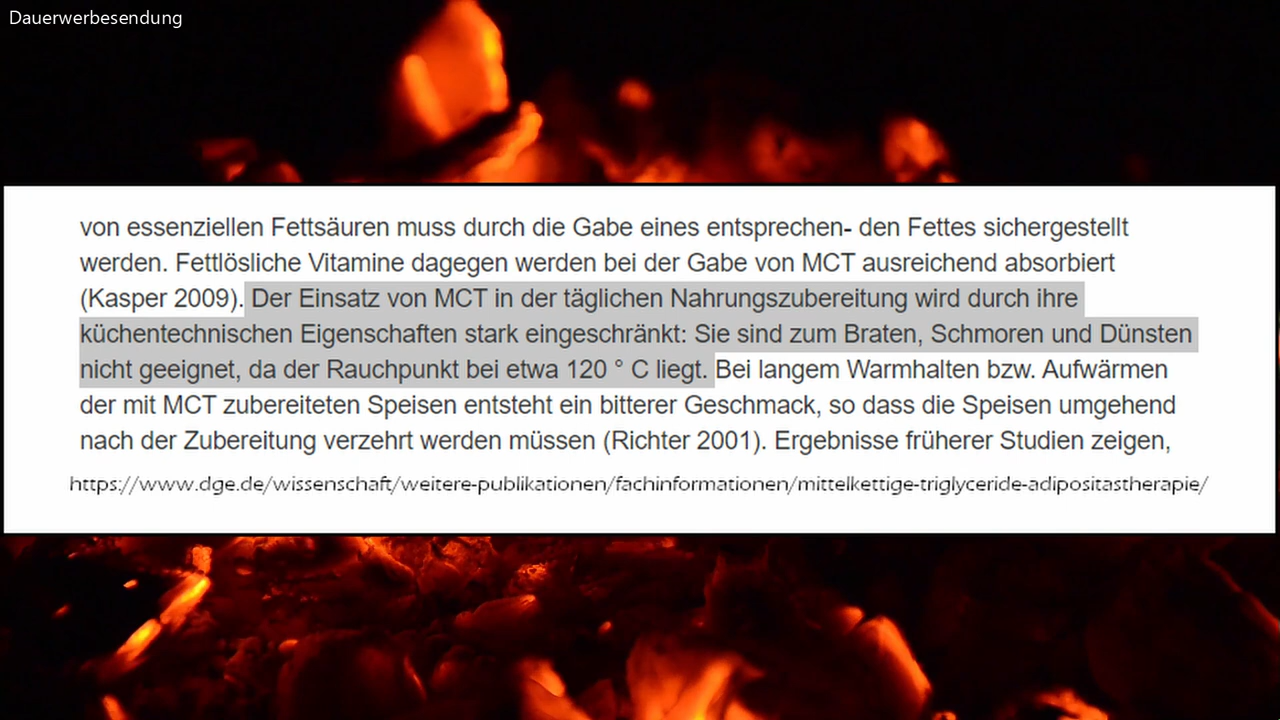 Dauerwerbesendung
von essenziellen Fettsäuren muss durch die Gabe eines entsprechen- den Fettes sichergestellt
werden. Fettlösliche Vitamine dagegen werden bei der Gabe von MCT ausreichend absorbiert
(Kasper 2009). Der Einsatz von MCT in der täglichen Nahrungszubereitung wird durch ihre
küchentechnischen Eigenschaften stark eingeschränkt: Sie sind zum Braten, Schmoren und Dünsten
nicht geeignet, da der Rauchpunkt bei etwa 120 ° C liegt. Bei langem Warmhalten bzw. Aufwärmen
der mit MCT zubereiteten Speisen entsteht ein bitterer Geschmack, so dass die Speisen umgehend
nach der Zubereitung verzehrt werden müssen (Richter 2001). Ergebnisse früherer Studien zeigen,
https://www.dge.de/wissenschaft/weitere-publikationen/fachinformationen/mittelkettige-triglyceride-adipositastherapie/